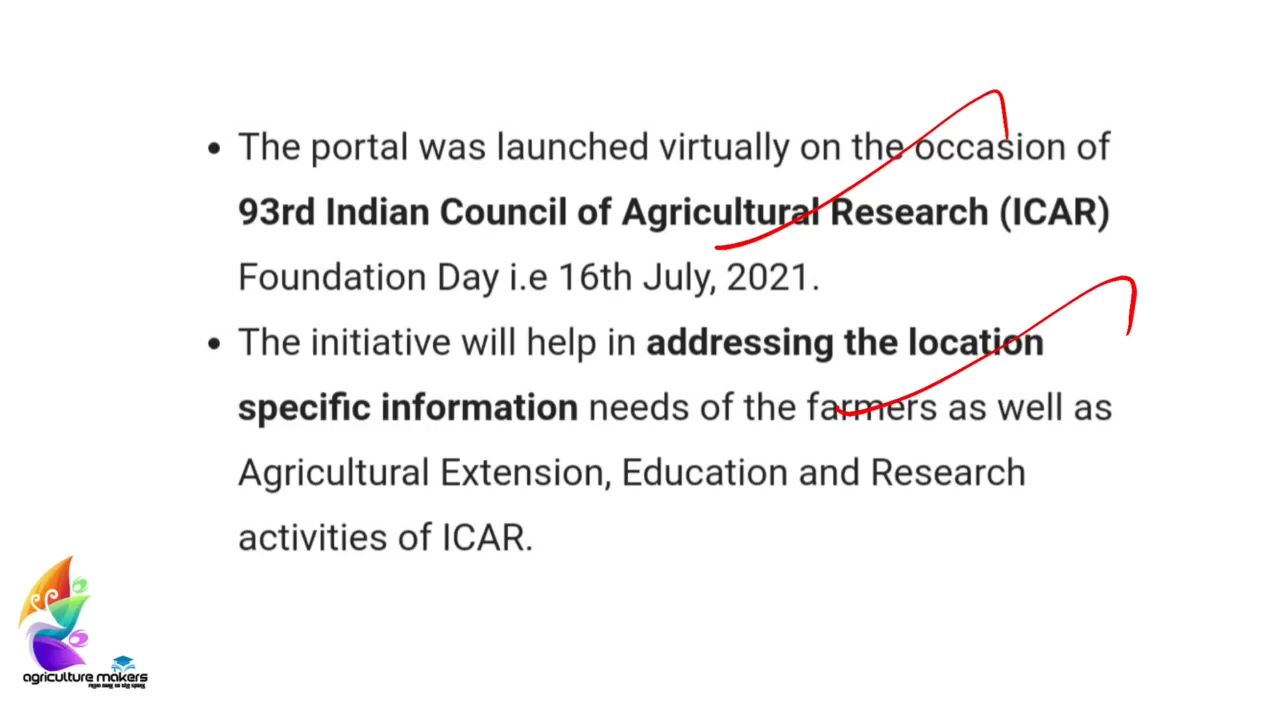 • The portal was launched virtually on the occasion of
93rd Indian Council of Agricultural Research (ICAR)
Foundation Day i.e 16th July, 2021.
• The initiative will help in addressing the location
specific information needs of the farmers as well as
Agricultural Extension, Education and Research
activities of ICAR.
agriculture makers